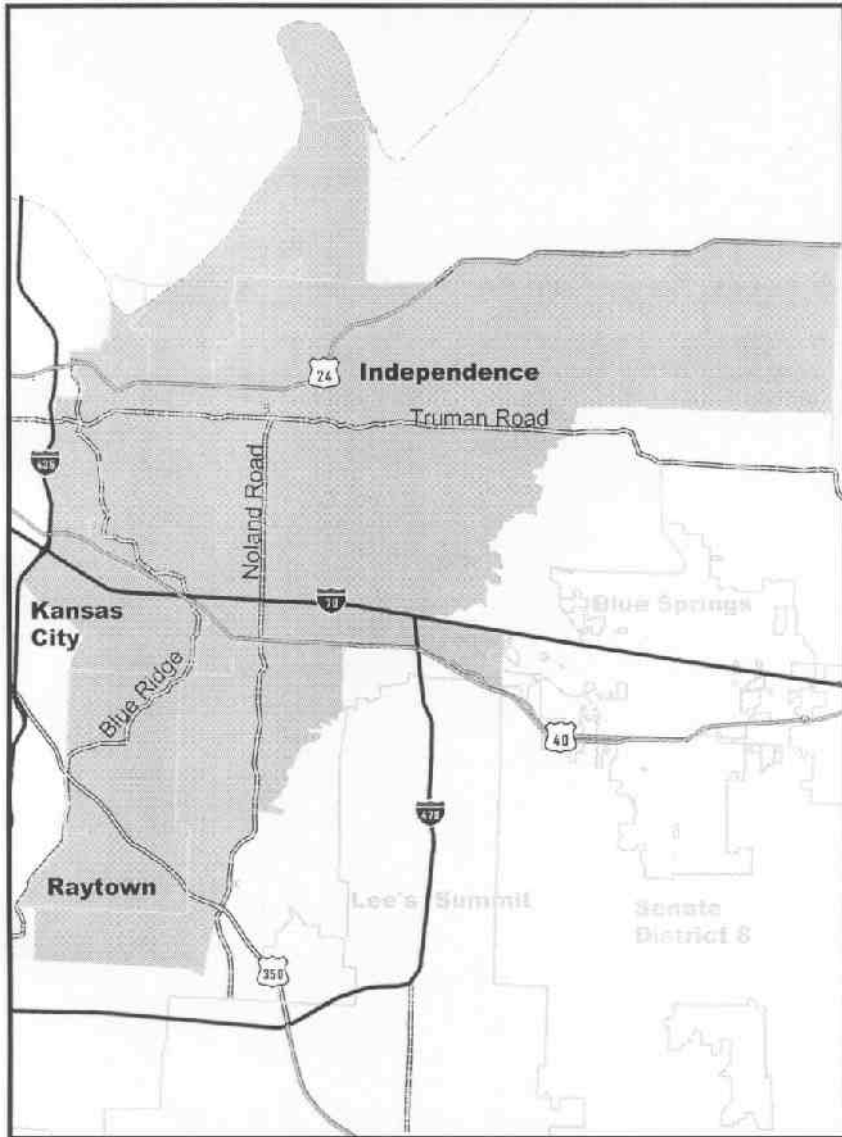 24
Independence
Truman Road
435
Noland Road
70
Blue Springs
Kansas
City
Blue Ridge
40
470
Raytown
Lee's Summit
Senate
District 8
350